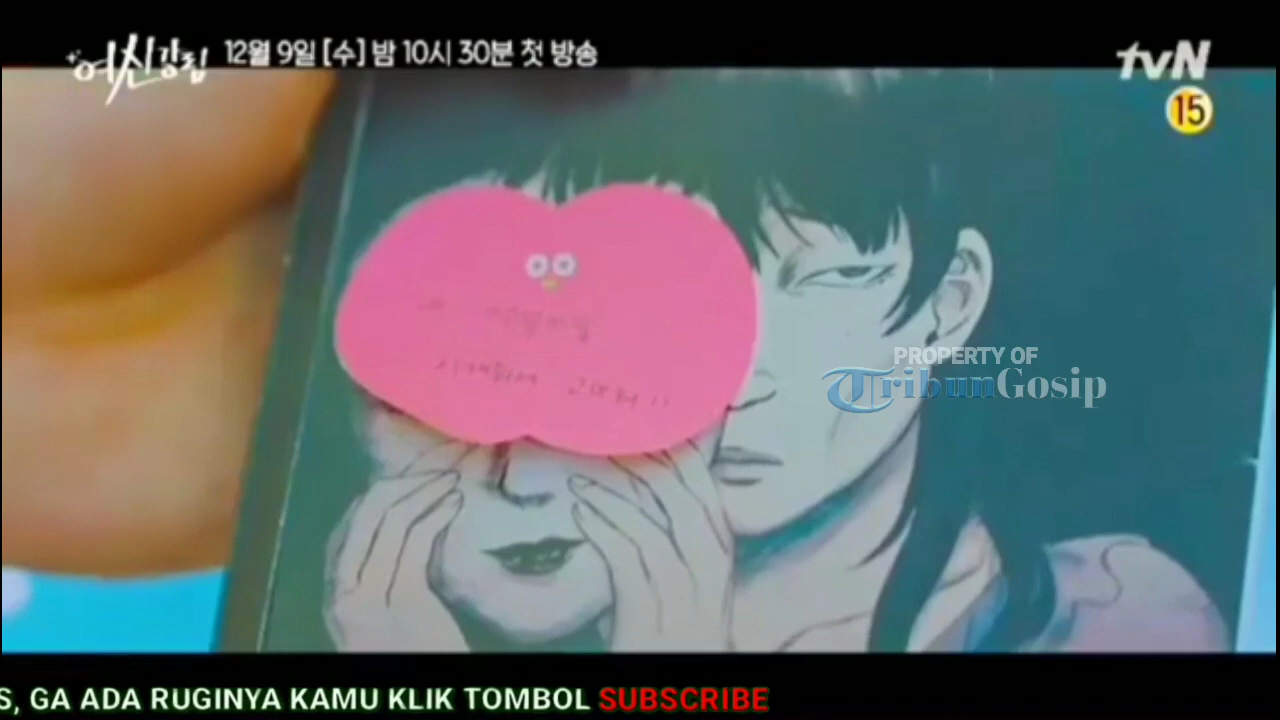 여신강림 12월 9일 [수] 밤 10시 30분 첫 방송
tvN
15
PROPERTY OF
TribunGosip
S, GA ADA RUGINYA KAMU KLIK TOMBOL SUBSCRIBE